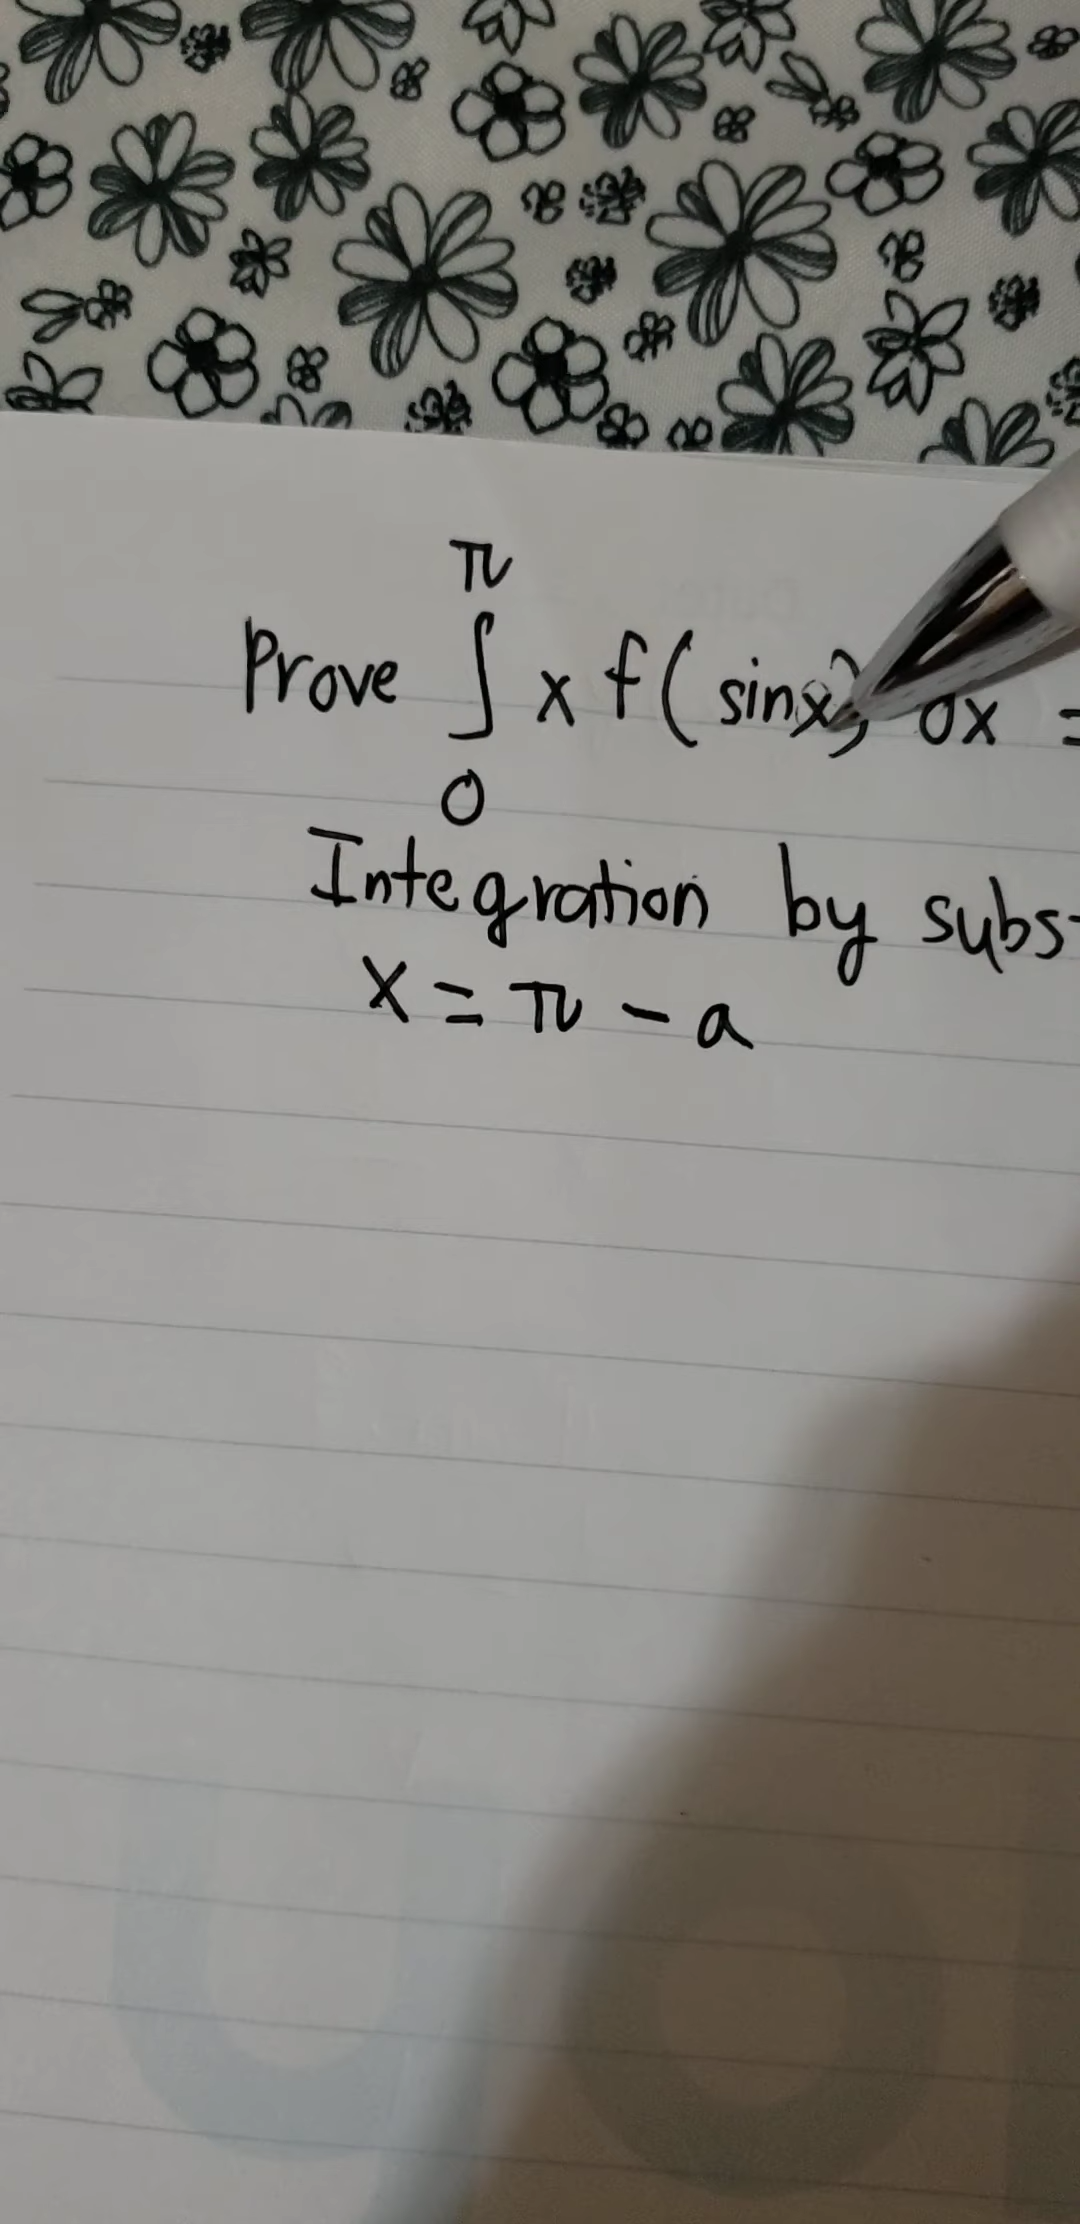 π
Prove ∫ x f(sinx) dx =
0
Integration by subs
x = π - a